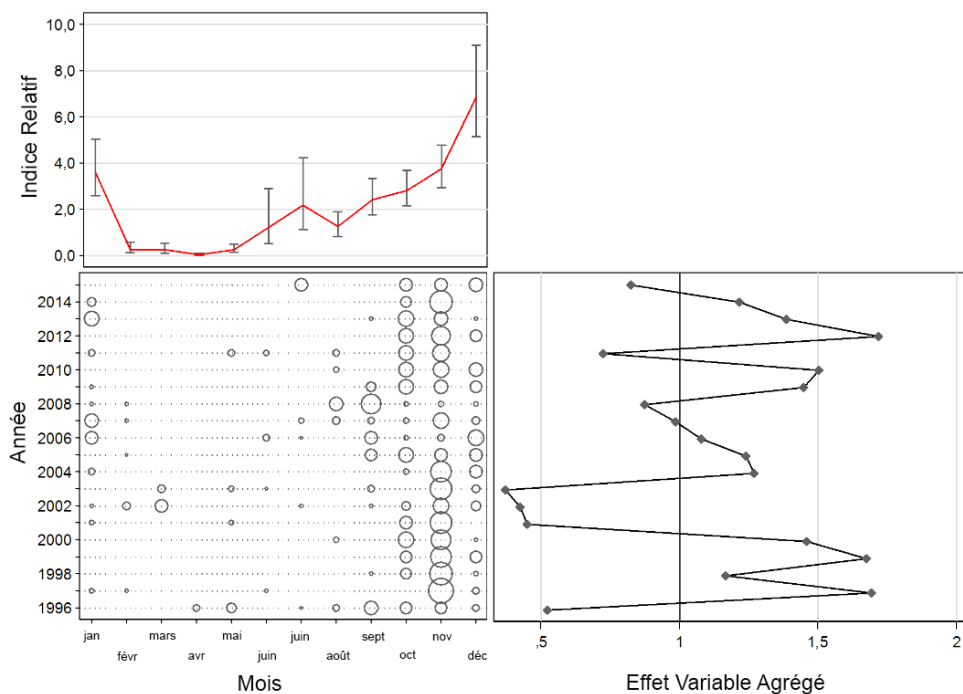 10,0
8,0
6,0
4,0
2,0
0,0
Indice Relatif
2014
2012
2010
2008
2006
2004
2002
2000
1998
1996
Année
jan mars mai juin sept nov
févr avr juin août oct déc
Mois
,5 1 1,5 2
Effet Variable Agrégé